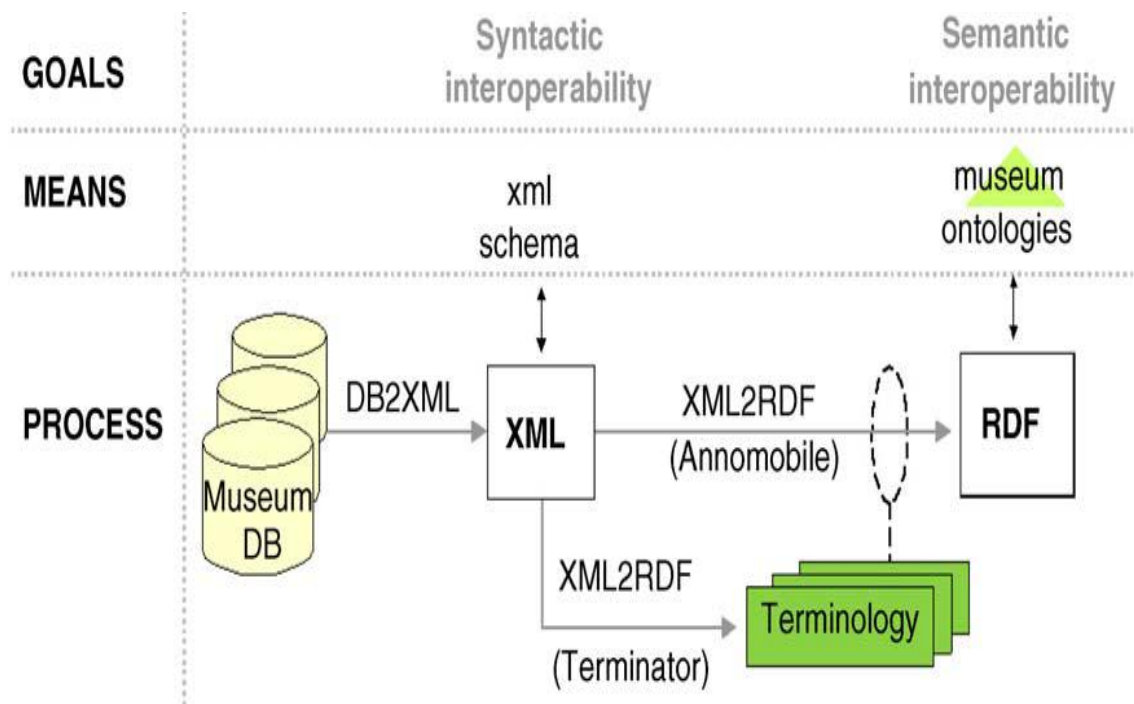 GOALS
Syntactic
interoperability
Semantic
interoperability
MEANS
xml
schema
museum
ontologies
PROCESS
Museum
DB
DB2XML
XML
XML2RDF
(Annomobile)
RDF
XML2RDF
(Terminator)
Terminology